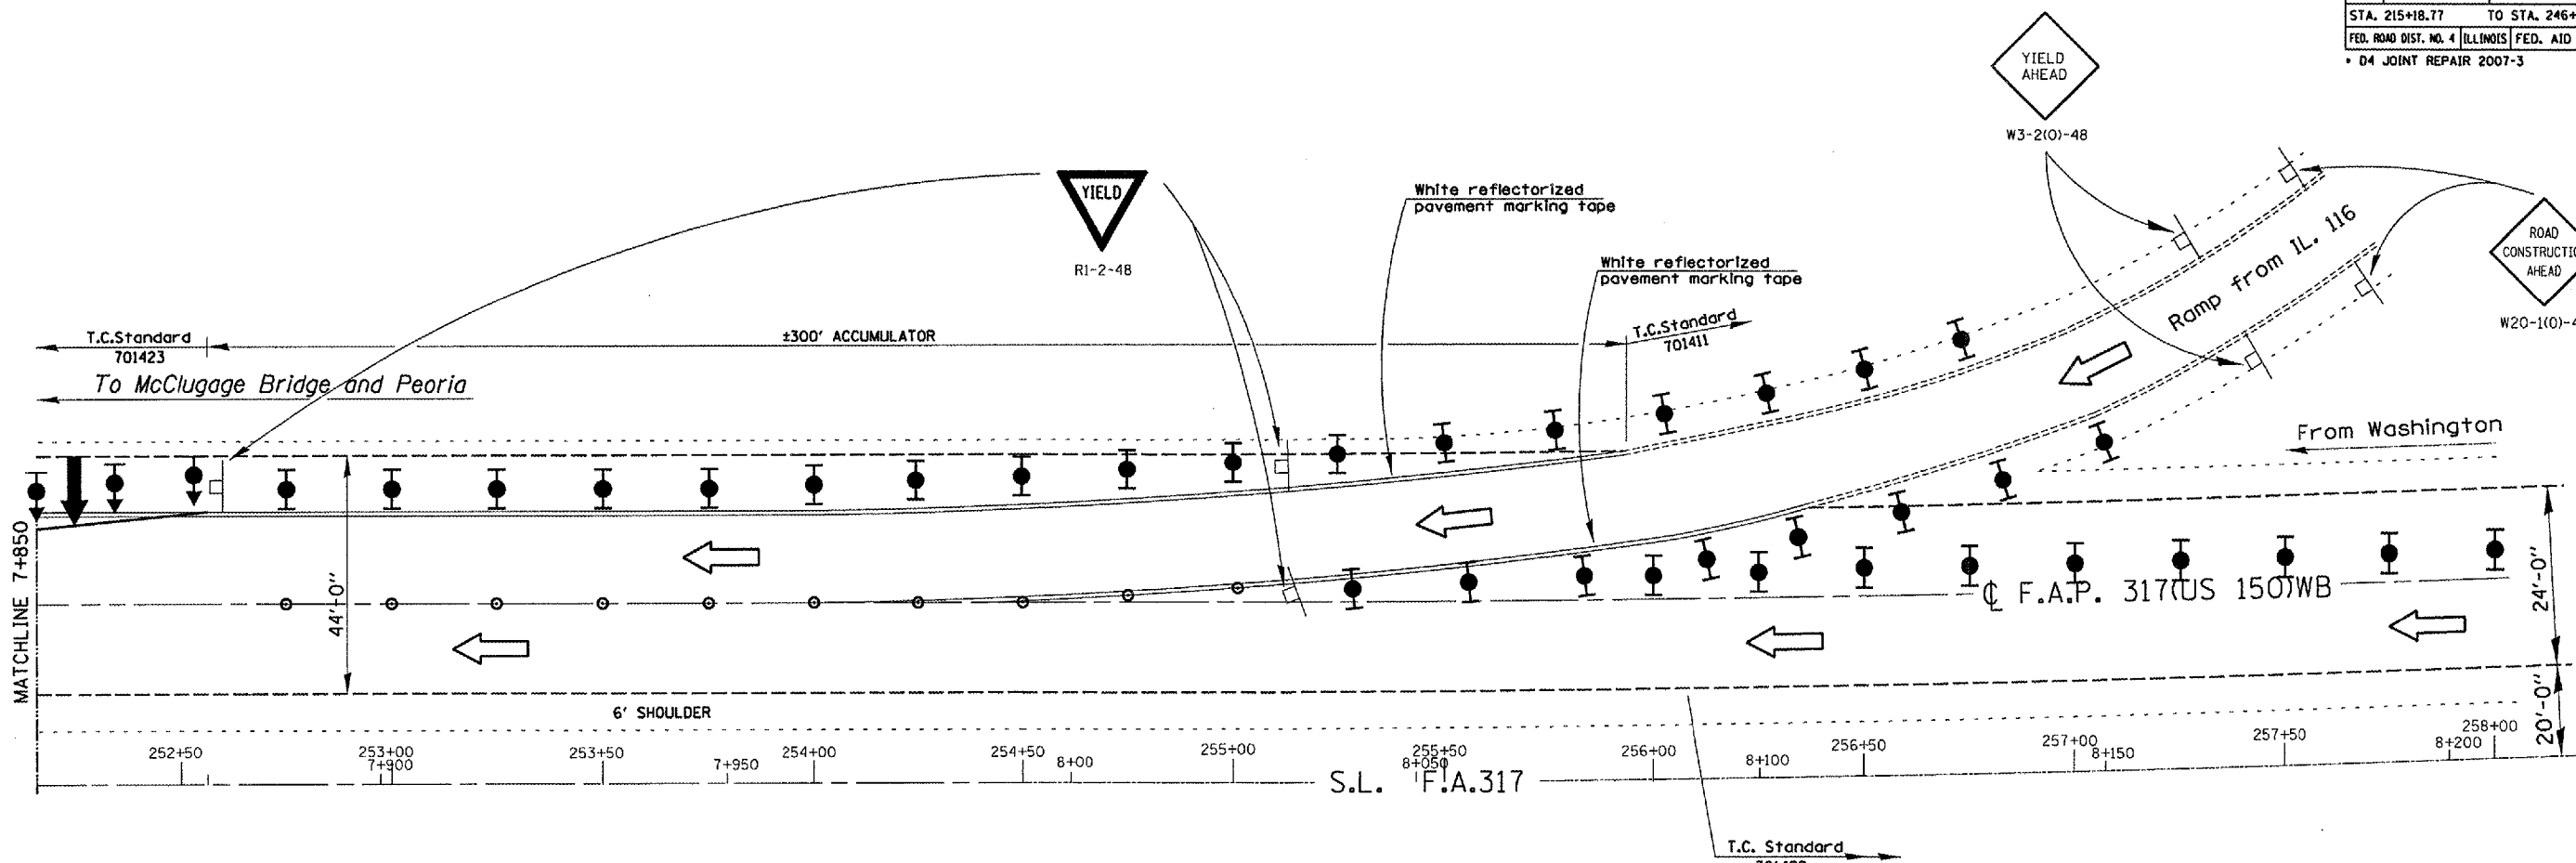 STA. 215+18.77 TO STA. 246+
FED. ROAD DIST. NO. 4 ILLINOIS FED. AID
• D4 JOINT REPAIR 2007-3
YIELD
AHEAD
W3-2(O)-48
YIELD
R1-2-48
White reflectorized
pavement marking tape
White reflectorized
pavement marking tape
Ramp from IL. 116
ROAD
CONSTRUCTIO
AHEAD
W20-1(O)-4
T.C.Standard
701423
±300' ACCUMULATOR
T.C.Standard
701411
To McClugage Bridge and Peoria
From Washington
MATCHLINE 7+850
44'-0"
℄ F.A.P. 317(US 150)WB
24'-0"
20'-0"
6' SHOULDER
252+50 253+00 253+50 254+00 254+50 255+00 255+50 256+00 256+50 257+00 257+50 258+00
7+900 7+950 8+00 8+050 8+100 8+150 8+200
S.L. F.A.317
T.C. Standard